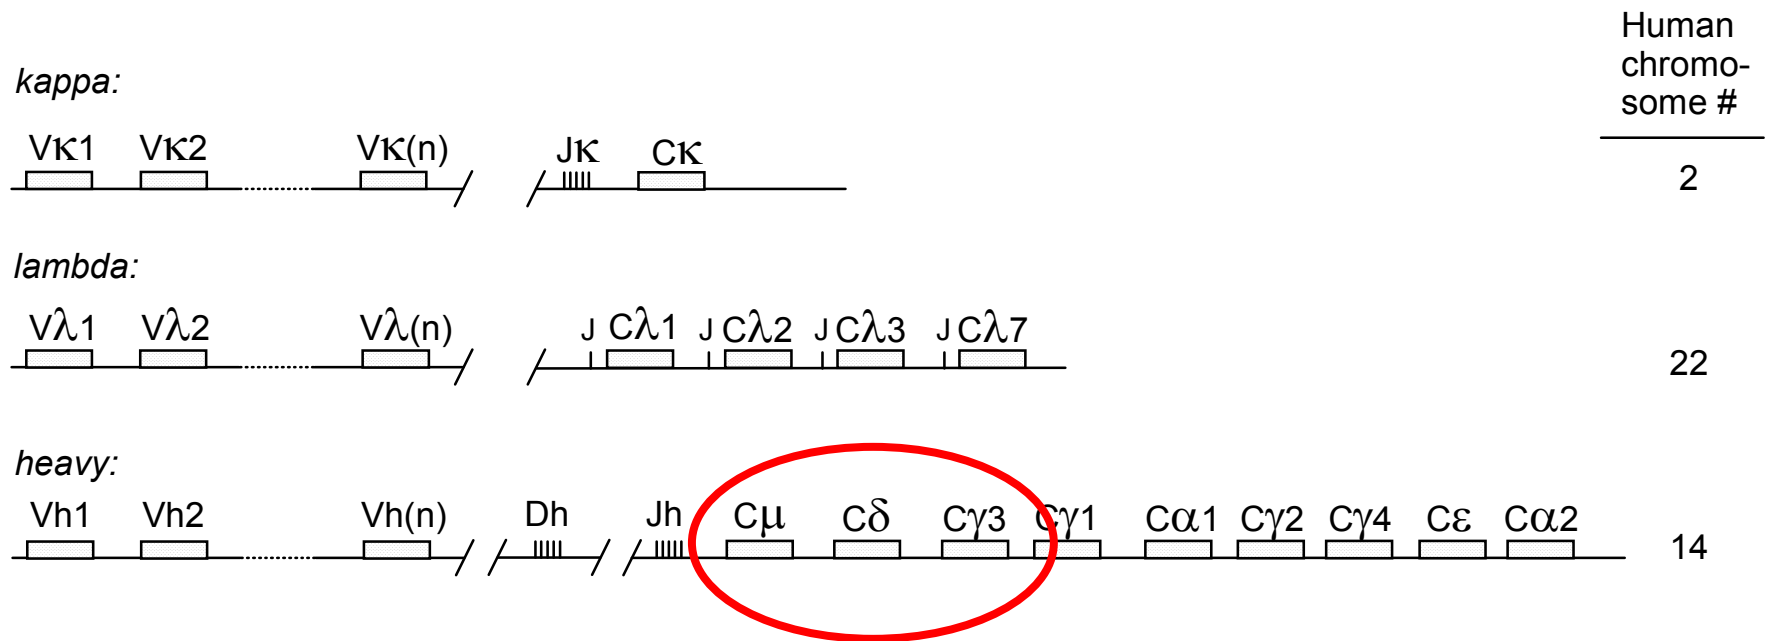 Human
chromo-
some #
kappa:
Vκ1 Vκ2 Vκ(n) Jκ Cκ
2
lambda:
Vλ1 Vλ2 Vλ(n) J Cλ1 J Cλ2 J Cλ3 J Cλ7
22
heavy:
Vh1 Vh2 Vh(n) Dh Jh Cμ Cδ Cγ3 Cγ1 Cα1 Cγ2 Cγ4 Cε Cα2
14